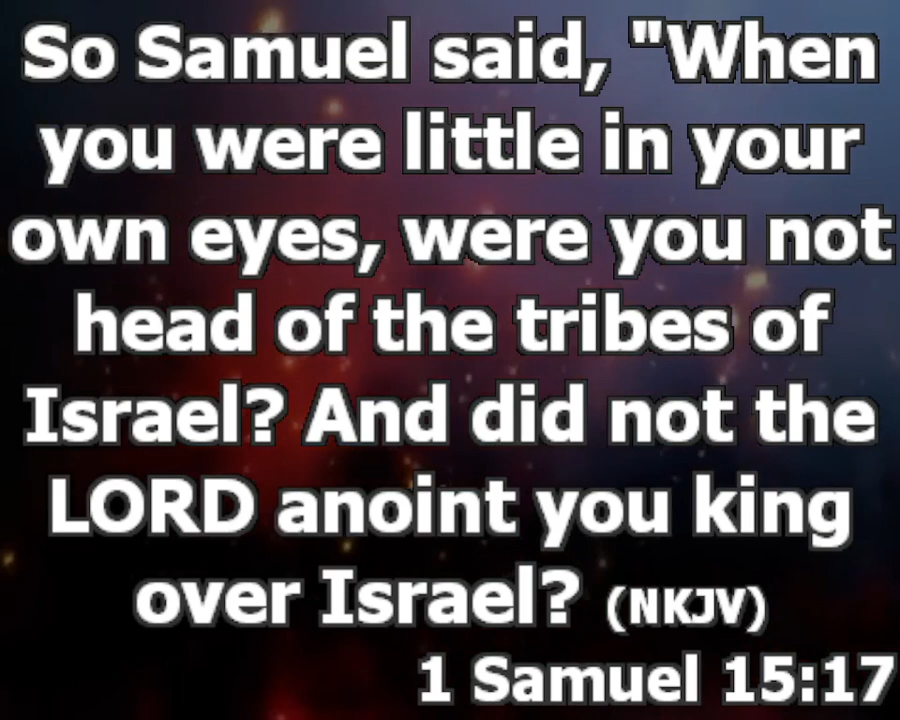 So Samuel said, "When
you were little in your
own eyes, were you not
head of the tribes of
Israel? And did not the
LORD anoint you king
over Israel? (NKJV)
1 Samuel 15:17